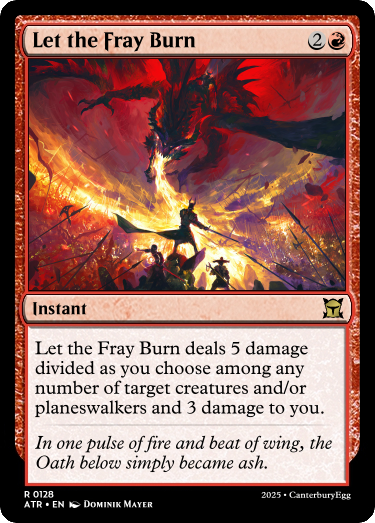 Let the Fray Burn 2
Instant
Let the Fray Burn deals 5 damage
divided as you choose among any
number of target creatures and/or
planeswalkers and 3 damage to you.
In one pulse of fire and beat of wing, the
Oath below simply became ash.
R 0128
ATR • EN Dominik Mayer 2025 • CanterburyEgg